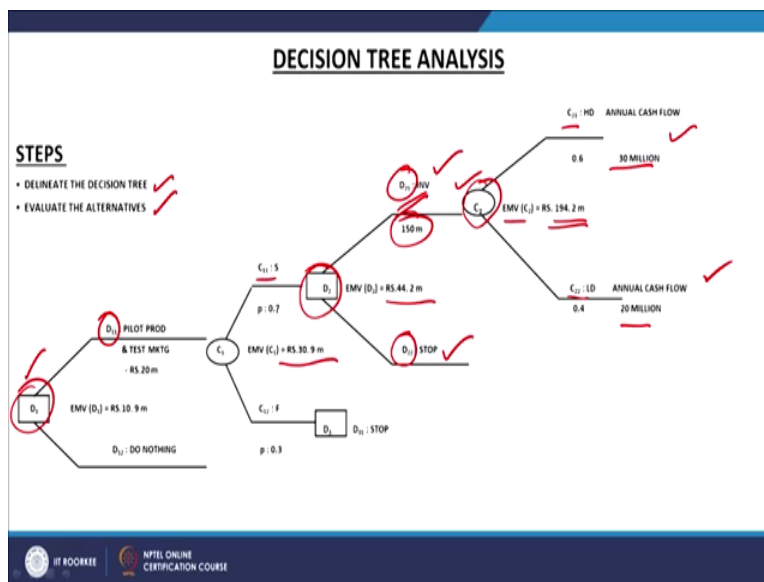 DECISION TREE ANALYSIS
C21 : HD ANNUAL CASH FLOW
0.6 30 MILLION
STEPS
• DELINEATE THE DECISION TREE
• EVALUATE THE ALTERNATIVES
D21 : INV
150 m
C2
EMV (C2) = RS. 194.2 m
C11 : S
p : 0.7
D2
EMV (D2) = RS.44.2 m
C22 : LD ANNUAL CASH FLOW
0.4 20 MILLION
D11 PILOT PROD
& TEST MKTG
- RS.20 m
C1
EMV (C1) = RS.30.9 m
D22 STOP
D1
EMV (D1) = RS.10.9 m
C12 : F
p : 0.3
D3
D31 : STOP
D12 : DO NOTHING
IIT ROORKEE
NPTEL ONLINE
CERTIFICATION COURSE